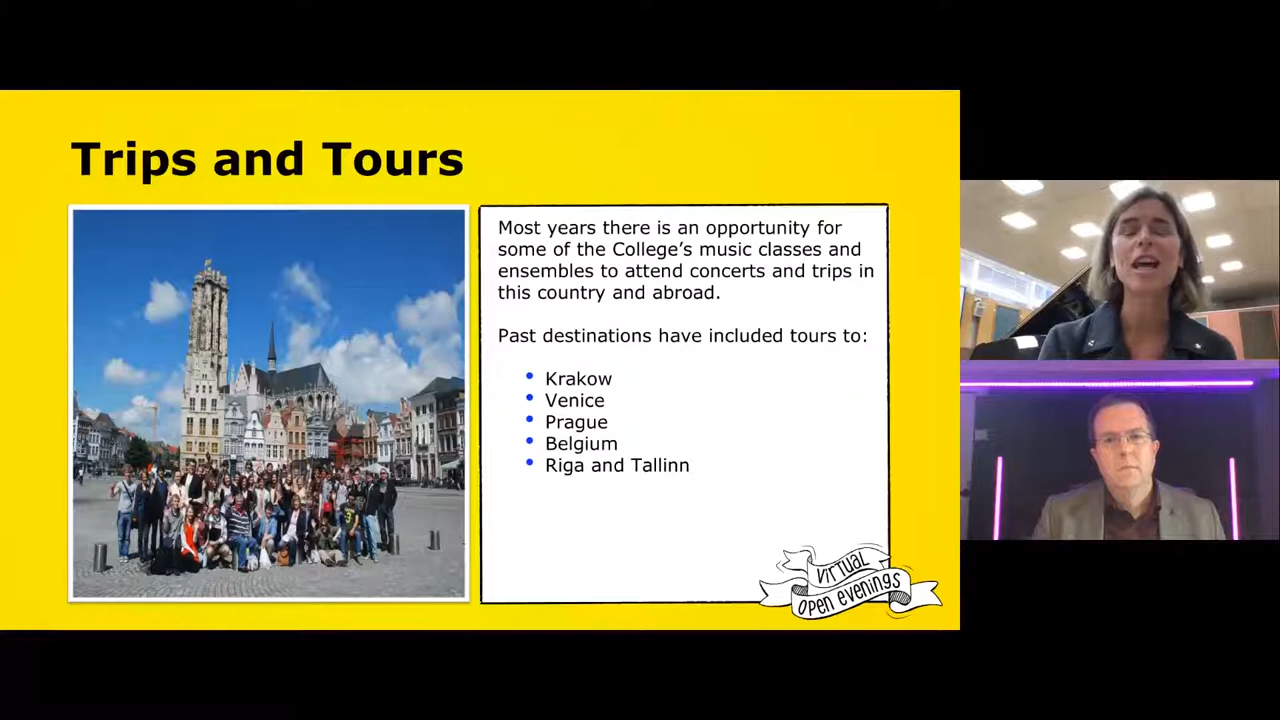 Trips and Tours
Most years there is an opportunity for
some of the College's music classes and
ensembles to attend concerts and trips in
this country and abroad.
Past destinations have included tours to:
• Krakow
• Venice
• Prague
• Belgium
• Riga and Tallinn
VIRTUAL
OPEN EVENINGS